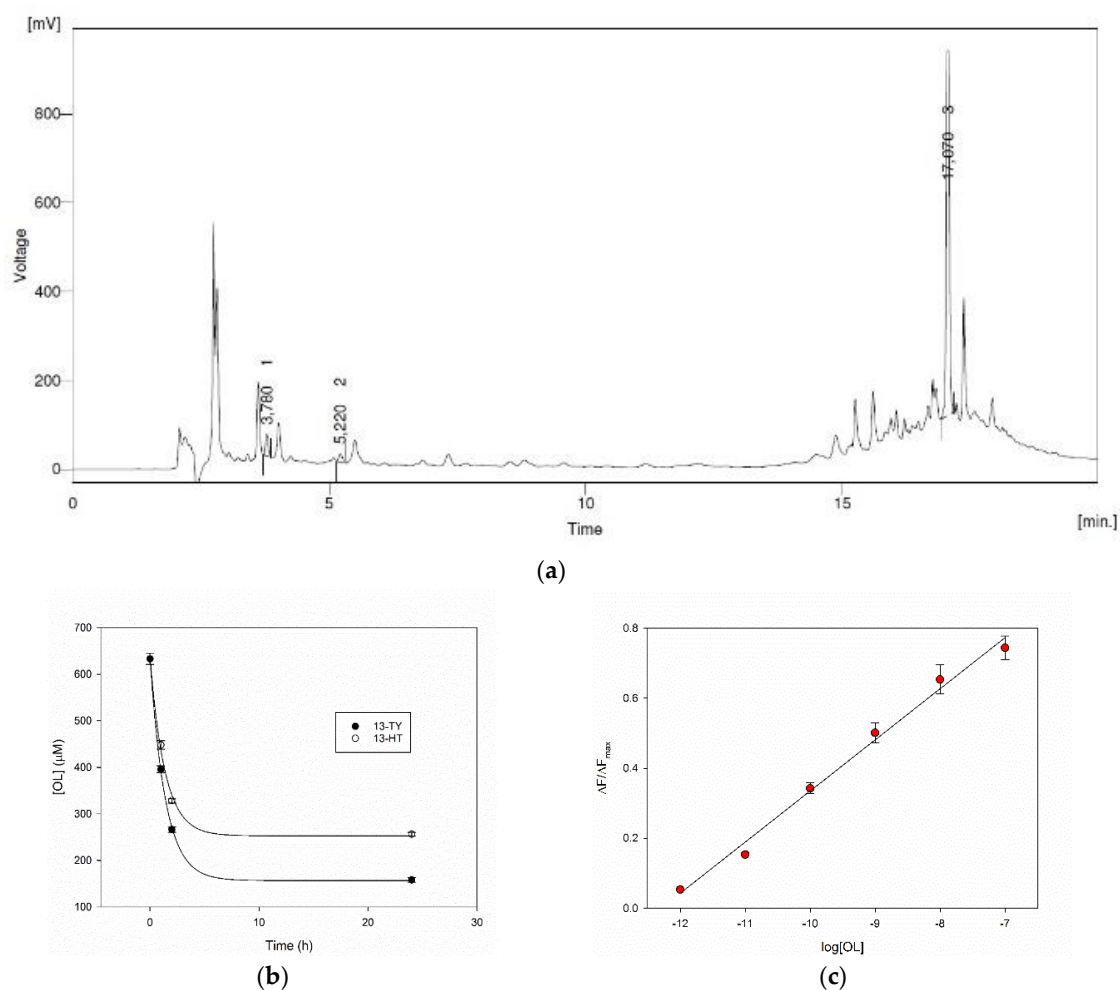 [mV]
800
600
400
200
0
Voltage
3,780 1
5,220 2
17,070 3
0 5 10 15
Time
[min.]
(a)
700
600
500
400
300
200
100
[OL] (μM)
13-TY
13-HT
0 10 20 30
Time (h)
(b)
0.8
0.6
0.4
0.2
0.0
ΔF/ΔFmax
-12 -11 -10 -9 -8 -7
log[OL]
(c)